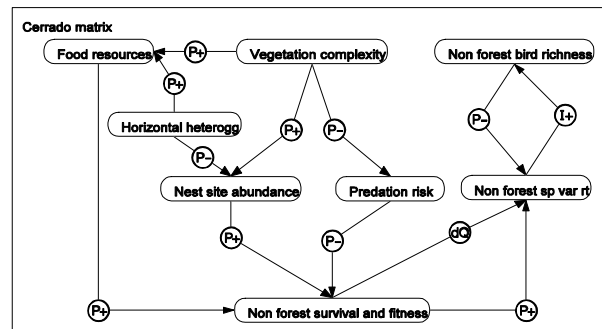 Cerrado matrix
Food resources
P+
Vegetation complexity
Non forest bird richness
P+
Horizontal heterogg
P+
P-
P-
I+
P-
Nest site abundance
Predation risk
Non forest sp var rt
P+
P-
dQ
P+
Non forest survival and fitness
P+